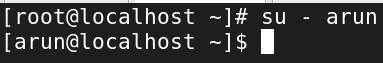 [root@localhost ~]# su - arun
[arun@localhost ~]$